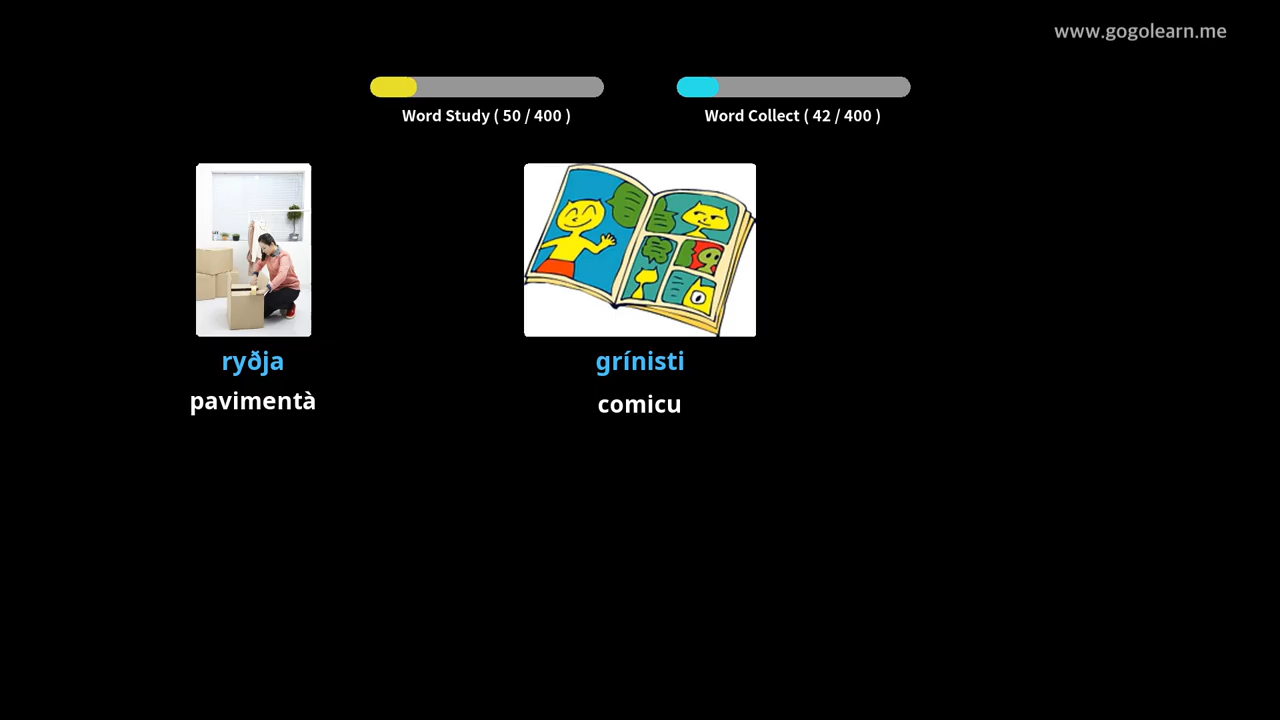 www.gogolearn.me
Word Study ( 50 / 400 )
Word Collect ( 42 / 400 )
ryðja
grínisti
pavimentà
comicu